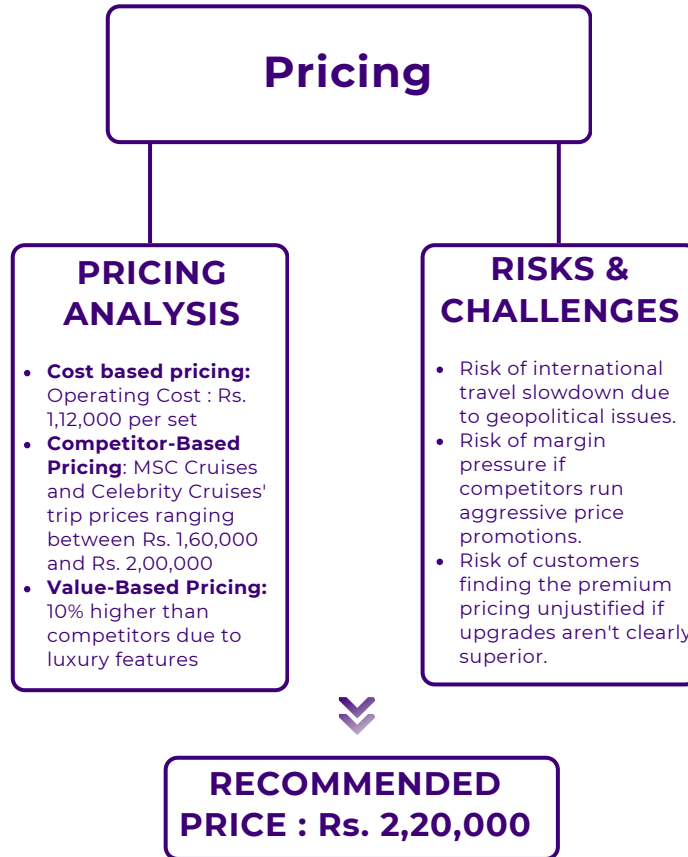 Pricing
PRICING
ANALYSIS
• Cost based pricing:
Operating Cost : Rs.
1,12,000 per set
• Competitor-Based
Pricing: MSC Cruises
and Celebrity Cruises'
trip prices ranging
between Rs. 1,60,000
and Rs. 2,00,000
• Value-Based Pricing:
10% higher than
competitors due to
luxury features
RISKS &
CHALLENGES
• Risk of international
travel slowdown due
to geopolitical issues.
• Risk of margin
pressure if
competitors run
aggressive price
promotions.
• Risk of customers
finding the premium
pricing unjustified if
upgrades aren't clearly
superior.
RECOMMENDED
PRICE : Rs. 2,20,000